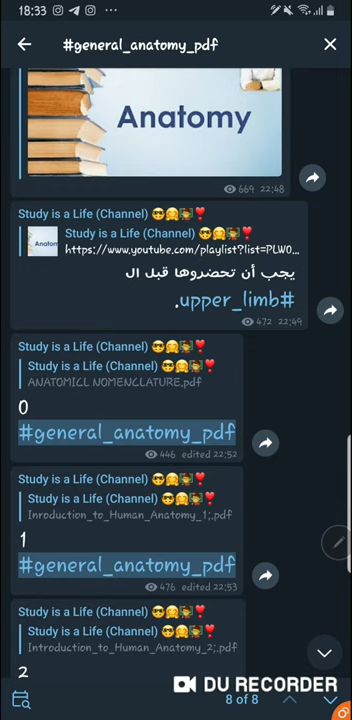 18:33
#general_anatomy_pdf
Anatomy
669 22:48
Study is a Life (Channel) 😎🤗👩‍🏫❣️
Study is a Life (Channel) 😎🤗👩‍🏫❣️
Anatom
https://www.youtube.com/playlist?list=PLW0...
يجب أن تحضروها قبل ال
#upper_limb.
472 22:49
Study is a Life (Channel) 😎🤗👩‍🏫❣️
Study is a Life (Channel) 😎🤗👩‍🏫❣️
ANATOMICL NOMENCLATURE.pdf
0
#general_anatomy_pdf
446 edited 22:52
Study is a Life (Channel) 😎🤗👩‍🏫❣️
Study is a Life (Channel) 😎🤗👩‍🏫❣️
Inroduction_to_Human_Anatomy_1;.pdf
1
#general_anatomy_pdf
476 edited 22:53
Study is a Life (Channel) 😎🤗👩‍🏫❣️
Study is a Life (Channel) 😎🤗👩‍🏫❣️
Introduction_to_Human_Anatomy_2;.pdf
2
DU RECORDER
8 of 8